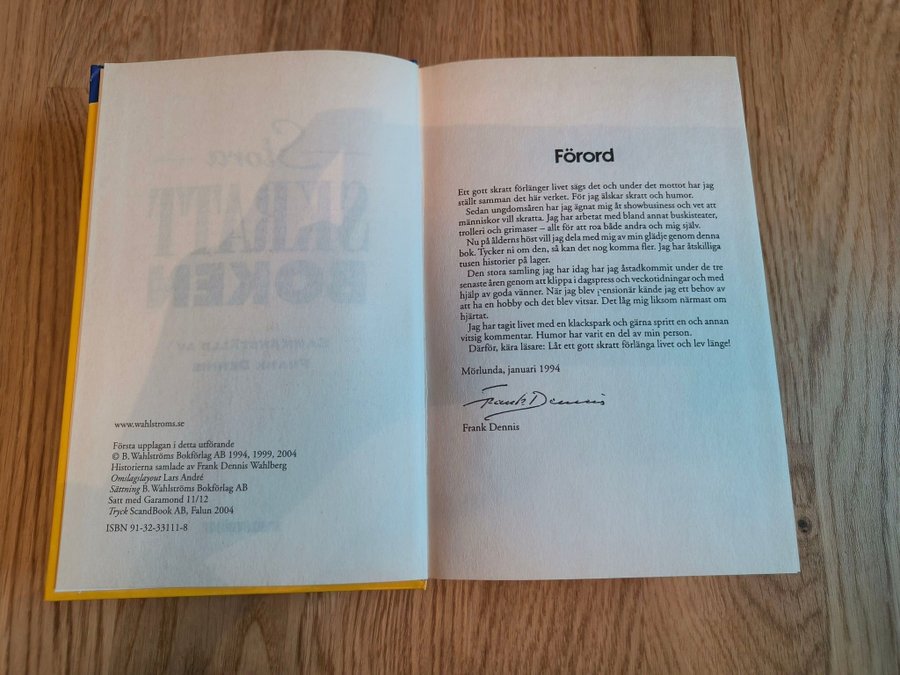 www.wahlstroms.se
Första upplagan i detta utförande
© B. Wahlströms Bokförlag AB 1994, 1999, 2004
Historierna samlade av Frank Dennis Wahlberg
Omslagslayout Lars André
Sättning B. Wahlströms Bokförlag AB
Satt med Garamond 11/12
Tryck ScandBook AB, Falun 2004
ISBN 91-32-33111-8
Förord
Ett gott skratt förlänger livet sägs det och under det mottot har jag
ställt samman det här verket. För jag älskar skratt och humor.
Sedan ungdomsåren har jag ägnat mig åt showbusiness och vet att
människor vill skratta. Jag har arbetat med bland annat buskisteater,
trolleri och grimaser – allt för att roa både andra och mig själv.
Nu på ålderns höst vill jag dela med mig av min glädje genom denna
bok. Tycker ni om den, så kan det nog komma fler. Jag har åtskilliga
tusen historier på lager.
Den stora samling jag har idag har jag åstadkommit under de tre
senaste åren genom att klippa i dagspress och veckotidningar och med
hjälp av goda vänner. När jag blev pensionär kände jag ett behov av
att ha en hobby och det blev vitsar. Det låg mig liksom närmast om
hjärtat.
Jag har tagit livet med en klackspark och gärna spritt en och annan
vitsig kommentar. Humor har varit en del av min person.
Därför, kära läsare: Låt ett gott skratt förlänga livet och lev länge!
Mörlunda, januari 1994
Frank Dennis
Frank Dennis